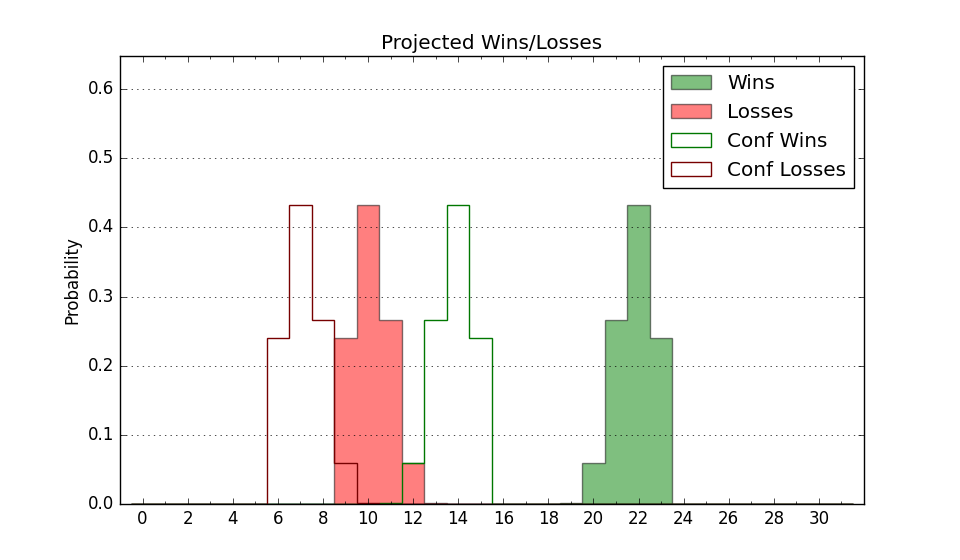 Projected Wins/Losses
Wins
Losses
Conf Wins
Conf Losses
Probability
0.6
0.5
0.4
0.3
0.2
0.1
0.0
0 2 4 6 8 10 12 14 16 18 20 22 24 26 28 30